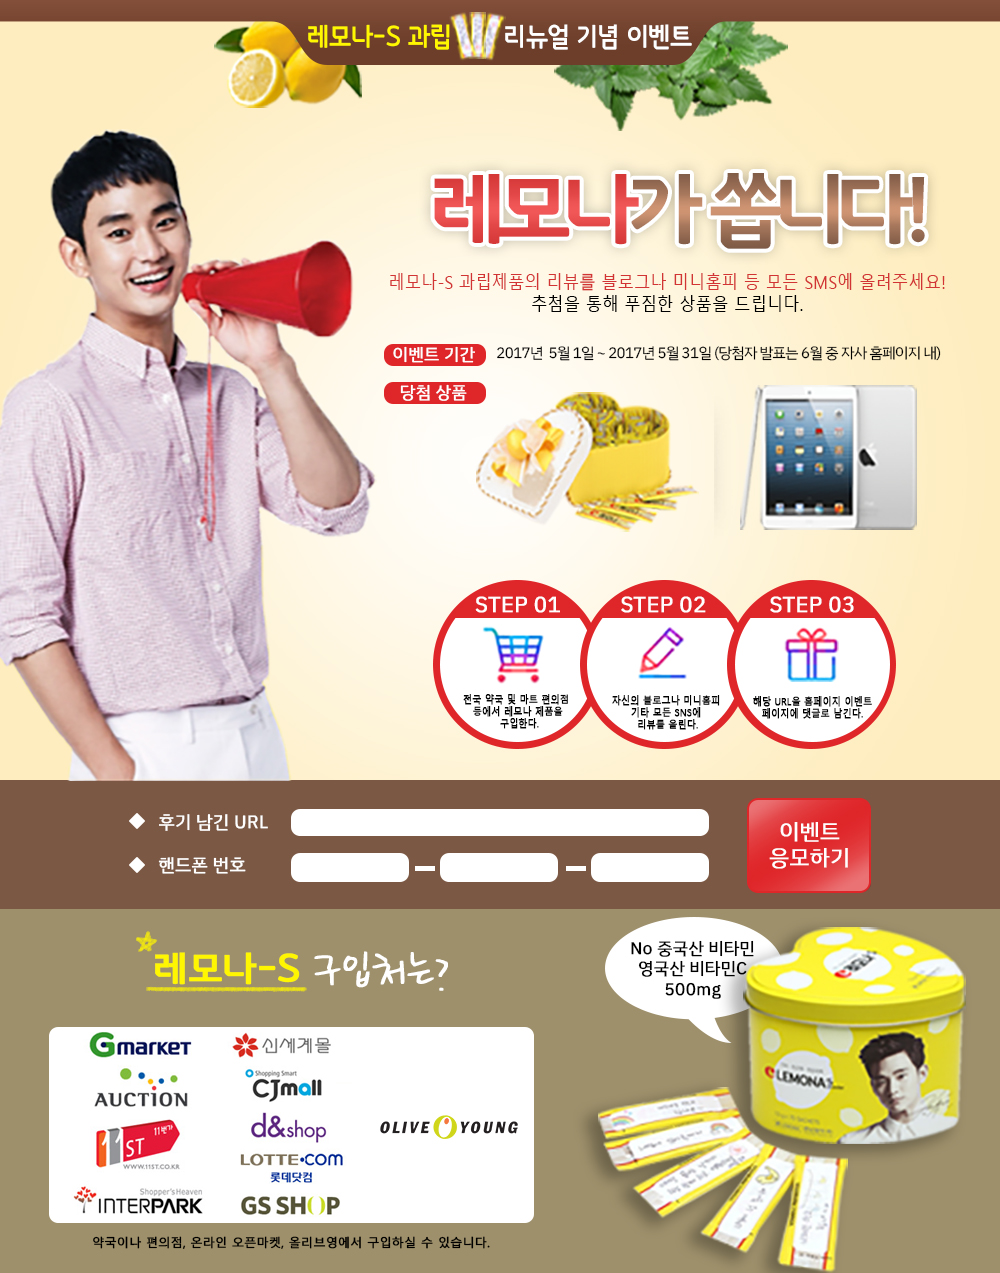 레모나-S 과립 리뉴얼 기념 이벤트
레모나가 쏩니다!
레모나-S 과립제품의 리뷰를 블로그나 미니홈피 등 모든 SMS에 올려주세요!
추첨을 통해 푸짐한 상품을 드립니다.
이벤트 기간 2017년 5월 1일 ~ 2017년 5월 31일 (당첨자 발표는 6월 중 자사 홈페이지 내)
당첨 상품
STEP 01
전국 약국 및 마트 편의점
등에서 레모나 제품을
구입한다.
STEP 02
자신의 블로그나 미니홈피
기타 모든 SNS에
리뷰를 올린다.
STEP 03
해당 URL을 홈페이지 이벤트
페이지에 댓글로 남긴다.
후기 남긴 URL
핸드폰 번호
이벤트
응모하기
레모나-S 구입처는?
No 중국산 비타민
영국산 비타민C
500mg
LEMONA
Gmarket
신세계몰
AUCTION
Shopping Smart
CJmall
11ST
11번가
WWW.11ST.CO.KR
d&shop
OLIVE YOUNG
LOTTE.COM
롯데닷컴
Shopper's Heaven
INTERPARK
GS SHOP
약국이나 편의점, 온라인 오픈마켓, 올리브영에서 구입하실 수 있습니다.